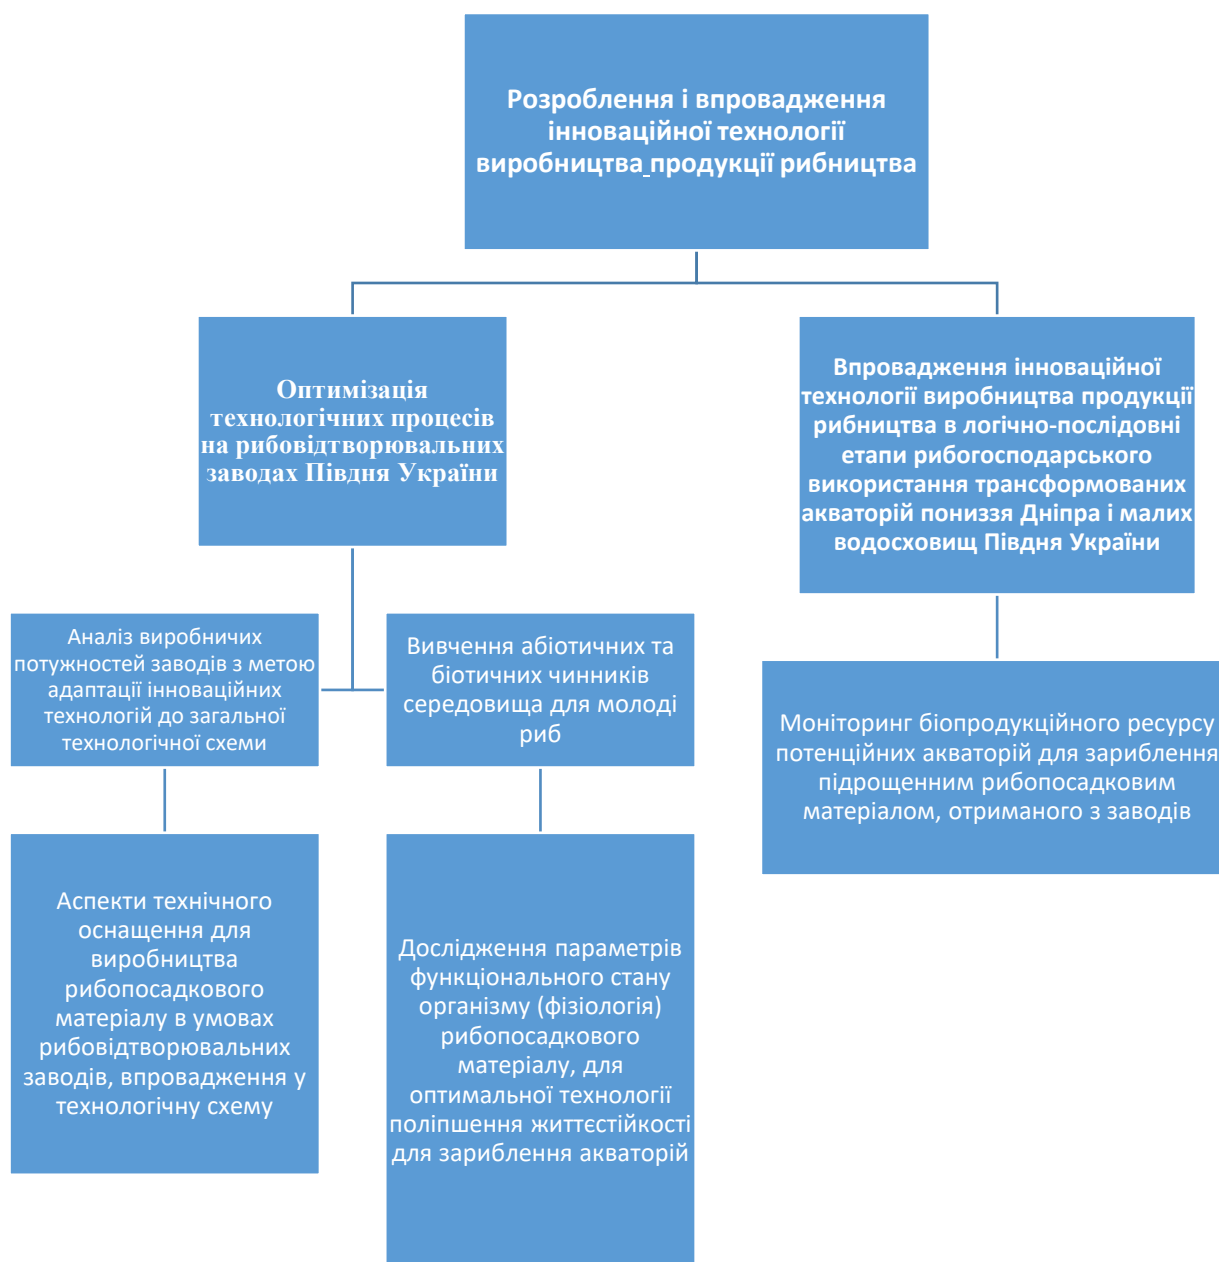 Розроблення і впровадження
інноваційної технології
виробництва продукції рибництва
Оптимізація
технологічних процесів
на рибовідтворювальних
заводах Півдня України
Впровадження інноваційної
технології виробництва продукції
рибництва в логічно-послідовні
етапи рибогосподарського
використання трансформованих
акваторій пониззя Дніпра і малих
водосховищ Півдня України
Аналіз виробничих
потужностей заводів з метою
адаптації інноваційних
технологій до загальної
технологічної схеми
Вивчення абіотичних та
біотичних чинників
середовища для молоді
риб
Моніторинг біопродукційного ресурсу
потенційних акваторій для зариблення
підрощенним рибопосадковим
матеріалом, отриманого з заводів
Аспекти технічного
оснащення для
виробництва
рибопосадкового
матеріалу в умовах
рибовідтворювальних
заводів, впровадження у
технологічну схему
Дослідження параметрів
функціонального стану
організму (фізіологія)
рибопосадкового
матеріалу, для
оптимальної технології
поліпшення життєстійкості
для зариблення акваторій